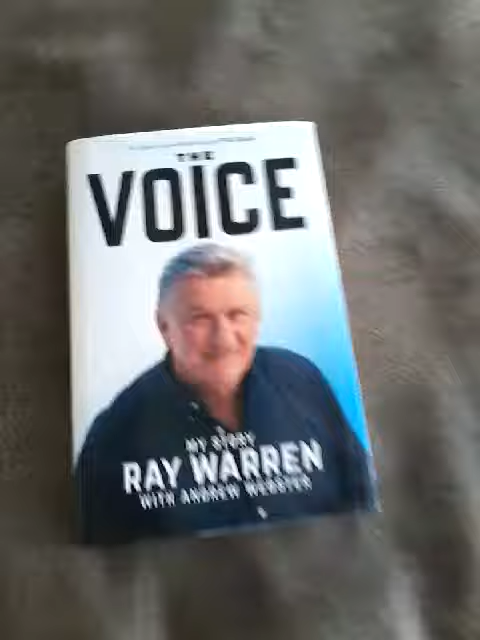 THE
VOICE
MY STORY
RAY WARREN
WITH ANDREW WEBSTER